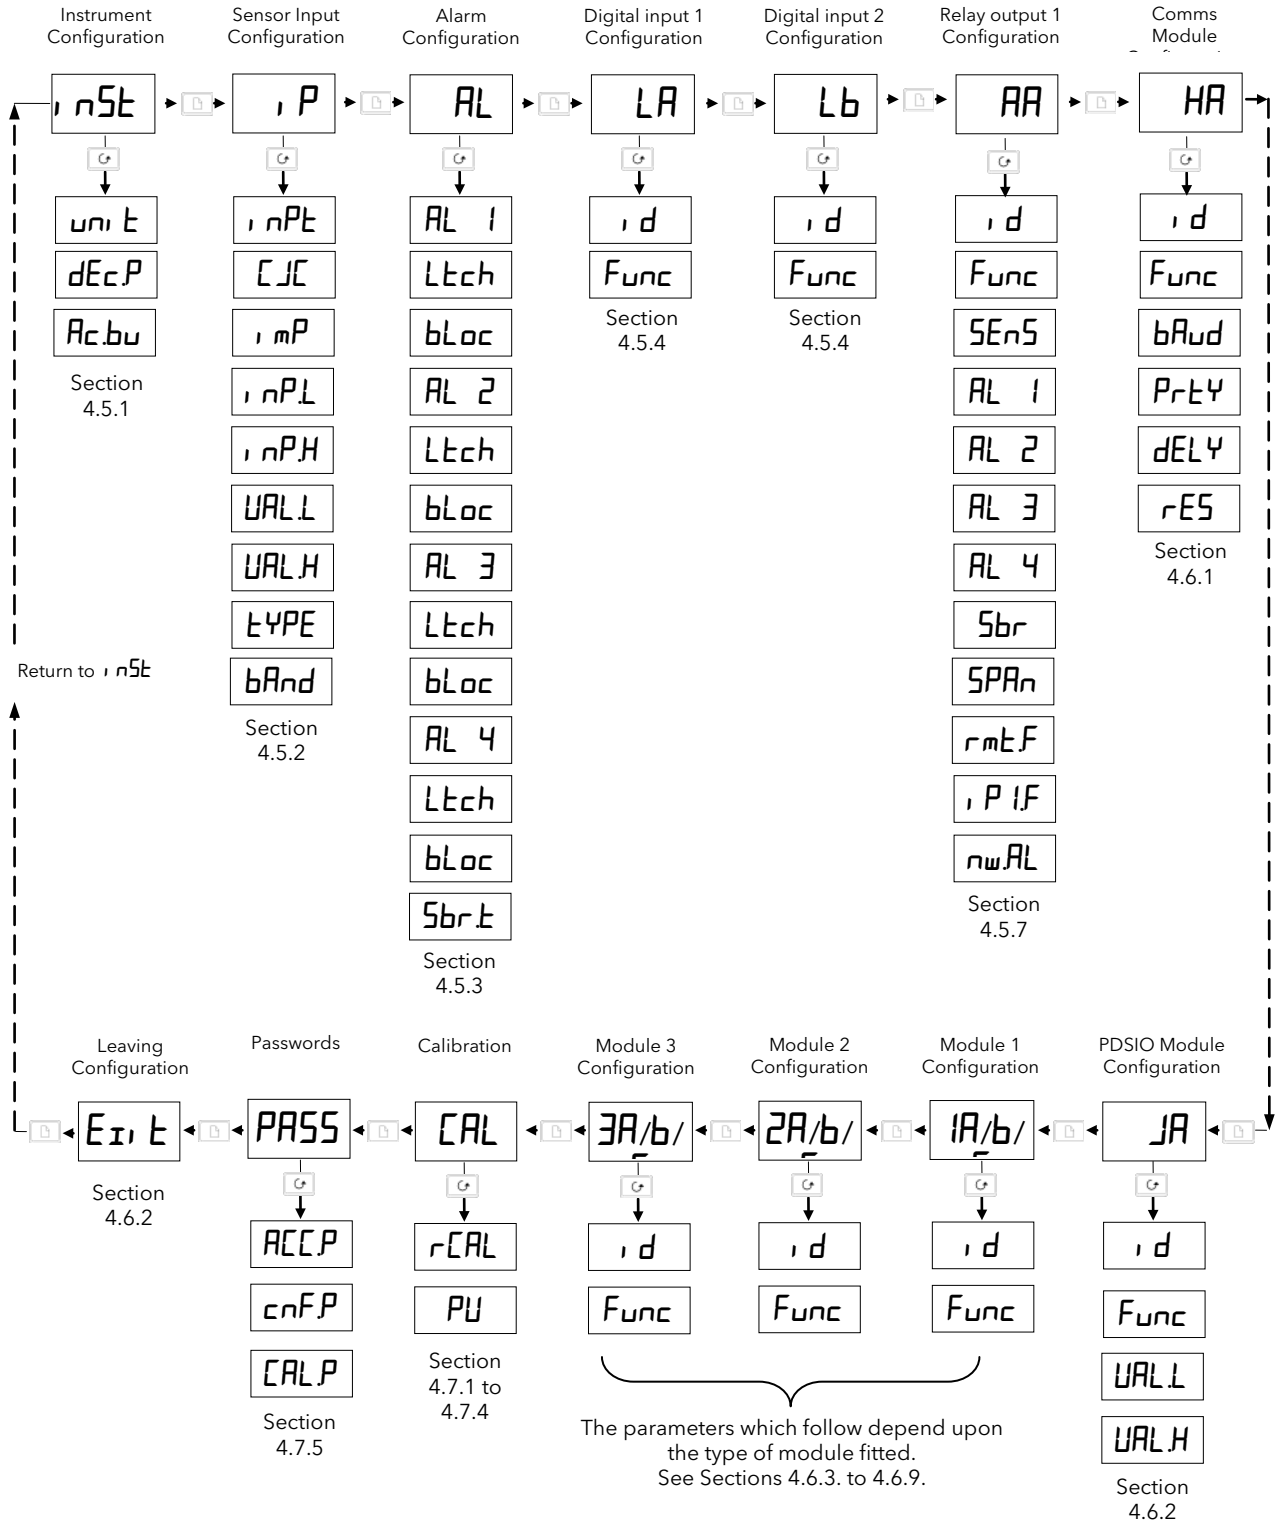 Instrument
Configuration
Sensor Input
Configuration
Alarm
Configuration
Digital input 1
Configuration
Digital input 2
Configuration
Relay output 1
Configuration
Comms
Module
inSt
iP
AL
LA
Lb
AA
HA
unit
dEc.P
Ac.bu
Section
4.5.1
inPt
CJC
imP
inP.L
inP.H
VAL.L
VAL.H
tYPE
bAnd
Section
4.5.2
AL 1
Ltch
bLoc
AL 2
Ltch
bLoc
AL 3
Ltch
bLoc
AL 4
Ltch
bLoc
Sbr.t
Section
4.5.3
id
Func
Section
4.5.4
id
Func
Section
4.5.4
id
Func
SEnS
AL 1
AL 2
AL 3
AL 4
Sbr
SPAn
rmt.F
iP1.F
nw.AL
Section
4.5.7
id
Func
bAud
PrtY
dELY
rES
Section
4.6.1
Return to inSt
Leaving
Configuration
Passwords
Calibration
Module 3
Configuration
Module 2
Configuration
Module 1
Configuration
PDSIO Module
Configuration
Exit
PASS
CAL
3A/b/
2A/b/
1A/b/
JA
Section
4.6.2
ACC.P
cnF.P
CAL.P
Section
4.7.5
rCAL
PV
Section
4.7.1 to
4.7.4
id
Func
id
Func
id
Func
The parameters which follow depend upon
the type of module fitted.
See Sections 4.6.3. to 4.6.9.
id
Func
VAL.L
VAL.H
Section
4.6.2